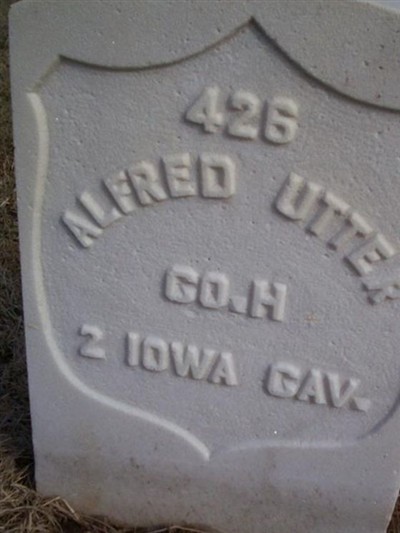 426
ALFRED UTTER
CO. H
2 IOWA CAV.